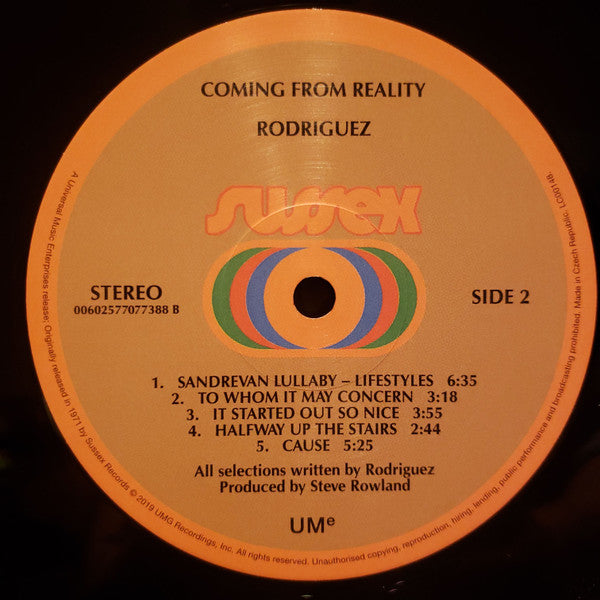 COMING FROM REALITY
RODRIGUEZ
sussex
STEREO
00602577077388 B
SIDE 2
1. SANDREVAN LULLABY – LIFESTYLES 6:35
2. TO WHOM IT MAY CONCERN 3:18
3. IT STARTED OUT SO NICE 3:55
4. HALFWAY UP THE STAIRS 2:44
5. CAUSE 5:25
All selections written by Rodriguez
Produced by Steve Rowland
UMe
A Universal Music Enterprises release; Originally released in 1971 by Sussex Records © 2019 UMG Recordings, Inc. All rights reserved. Unauthorised copying, reproduction, hiring, lending, public performance and broadcasting prohibited. Made in Czech Republic. LC00148.